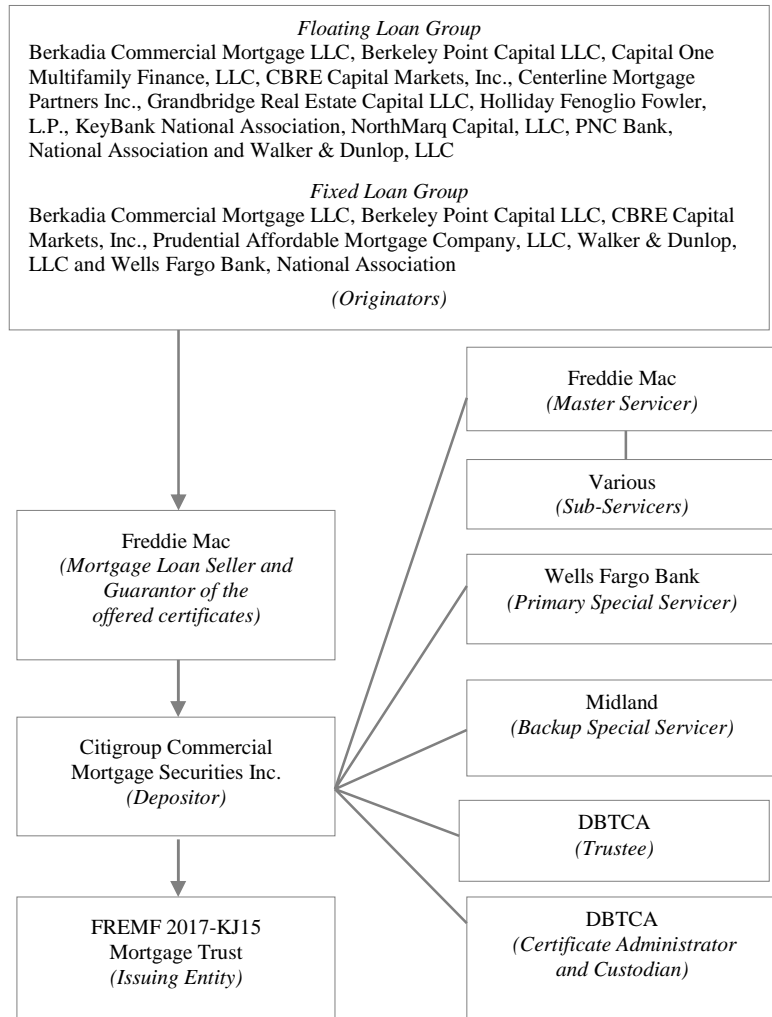 Floating Loan Group
Berkadia Commercial Mortgage LLC, Berkeley Point Capital LLC, Capital One
Multifamily Finance, LLC, CBRE Capital Markets, Inc., Centerline Mortgage
Partners Inc., Grandbridge Real Estate Capital LLC, Holliday Fenoglio Fowler,
L.P., KeyBank National Association, NorthMarq Capital, LLC, PNC Bank,
National Association and Walker & Dunlop, LLC
Fixed Loan Group
Berkadia Commercial Mortgage LLC, Berkeley Point Capital LLC, CBRE Capital
Markets, Inc., Prudential Affordable Mortgage Company, LLC, Walker & Dunlop,
LLC and Wells Fargo Bank, National Association
(Originators)
Freddie Mac
(Mortgage Loan Seller and
Guarantor of the
offered certificates)
Citigroup Commercial
Mortgage Securities Inc.
(Depositor)
FREMF 2017-KJ15
Mortgage Trust
(Issuing Entity)
Freddie Mac
(Master Servicer)
Various
(Sub-Servicers)
Wells Fargo Bank
(Primary Special Servicer)
Midland
(Backup Special Servicer)
DBTCA
(Trustee)
DBTCA
(Certificate Administrator
and Custodian)